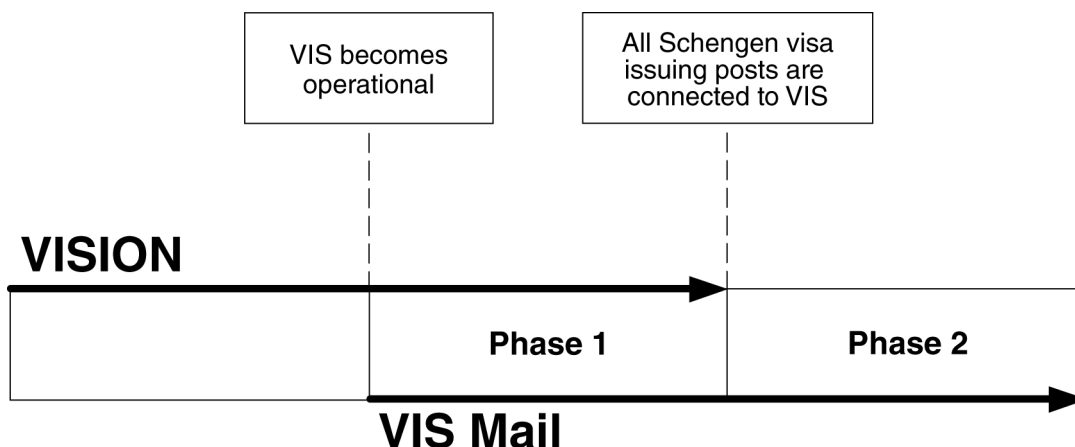 VIS becomes
operational
All Schengen visa
issuing posts are
connected to VIS
VISION
Phase 1
Phase 2
VIS Mail